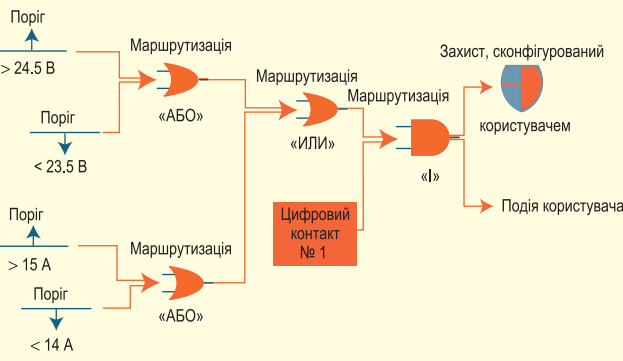 Поріг
> 24.5 В
Поріг
< 23.5 В
Маршрутизація
«АБО»
Маршрутизація
«ИЛИ»
Маршрутизація
«І»
Захист, сконфігурований
користувачем
Подія користувача
Цифровий
контакт
№ 1
Поріг
> 15 А
Поріг
< 14 А
Маршрутизація
«АБО»